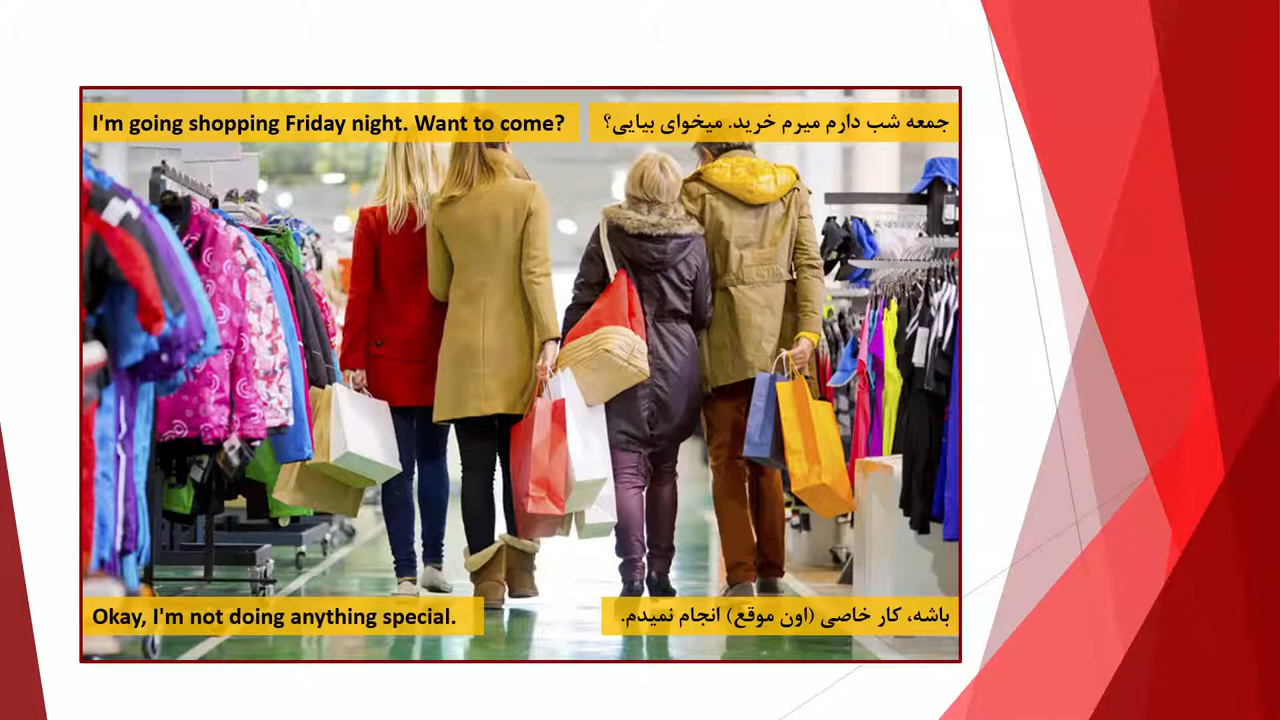 I'm going shopping Friday night. Want to come?
جمعه شب دارم میرم خرید. میخوای بیایی؟
Okay, I'm not doing anything special.
باشه، کار خاصی (اون موقع) انجام نمیدم.